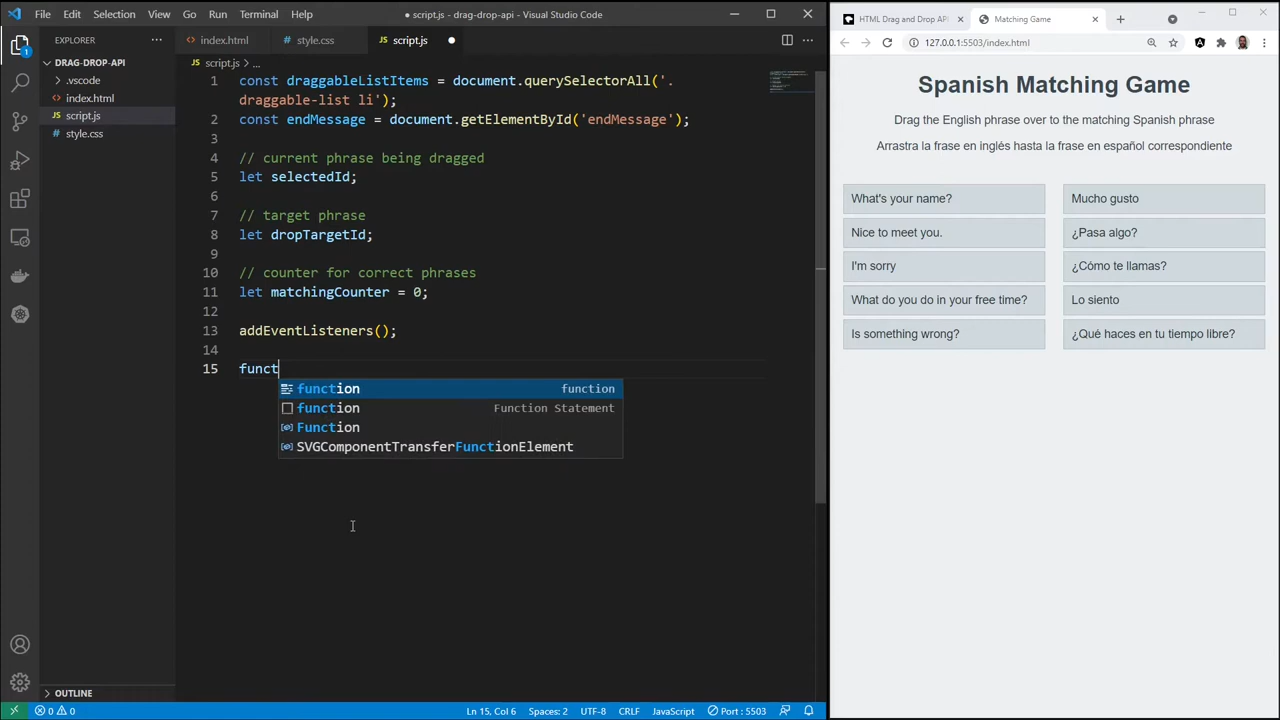 File Edit Selection View Go Run Terminal Help
● script.js - drag-drop-api - Visual Studio Code
EXPLORER
DRAG-DROP-API
.vscode
index.html
script.js
style.css
OUTLINE
1
index.html
style.css
script.js
script.js > ...
1 const draggableListItems = document.querySelectorAll('.
draggable-list li');
2 const endMessage = document.getElementById('endMessage');
3
4 // current phrase being dragged
5 let selectedId;
6
7 // target phrase
8 let dropTargetId;
9
10 // counter for correct phrases
11 let matchingCounter = 0;
12
13 addEventListeners();
14
15 funct
function function
function Function Statement
Function
SVGComponentTransferFunctionElement
0 0
Ln 15, Col 6 Spaces: 2 UTF-8 CRLF JavaScript Port : 5503
HTML Drag and Drop AP
Matching Game
127.0.0.1:5503/index.html
Spanish Matching Game
Drag the English phrase over to the matching Spanish phrase
Arrastra la frase en inglés hasta la frase en español correspondiente
What's your name? Mucho gusto
Nice to meet you. ¿Pasa algo?
I'm sorry ¿Cómo te llamas?
What do you do in your free time? Lo siento
Is something wrong? ¿Qué haces en tu tiempo libre?